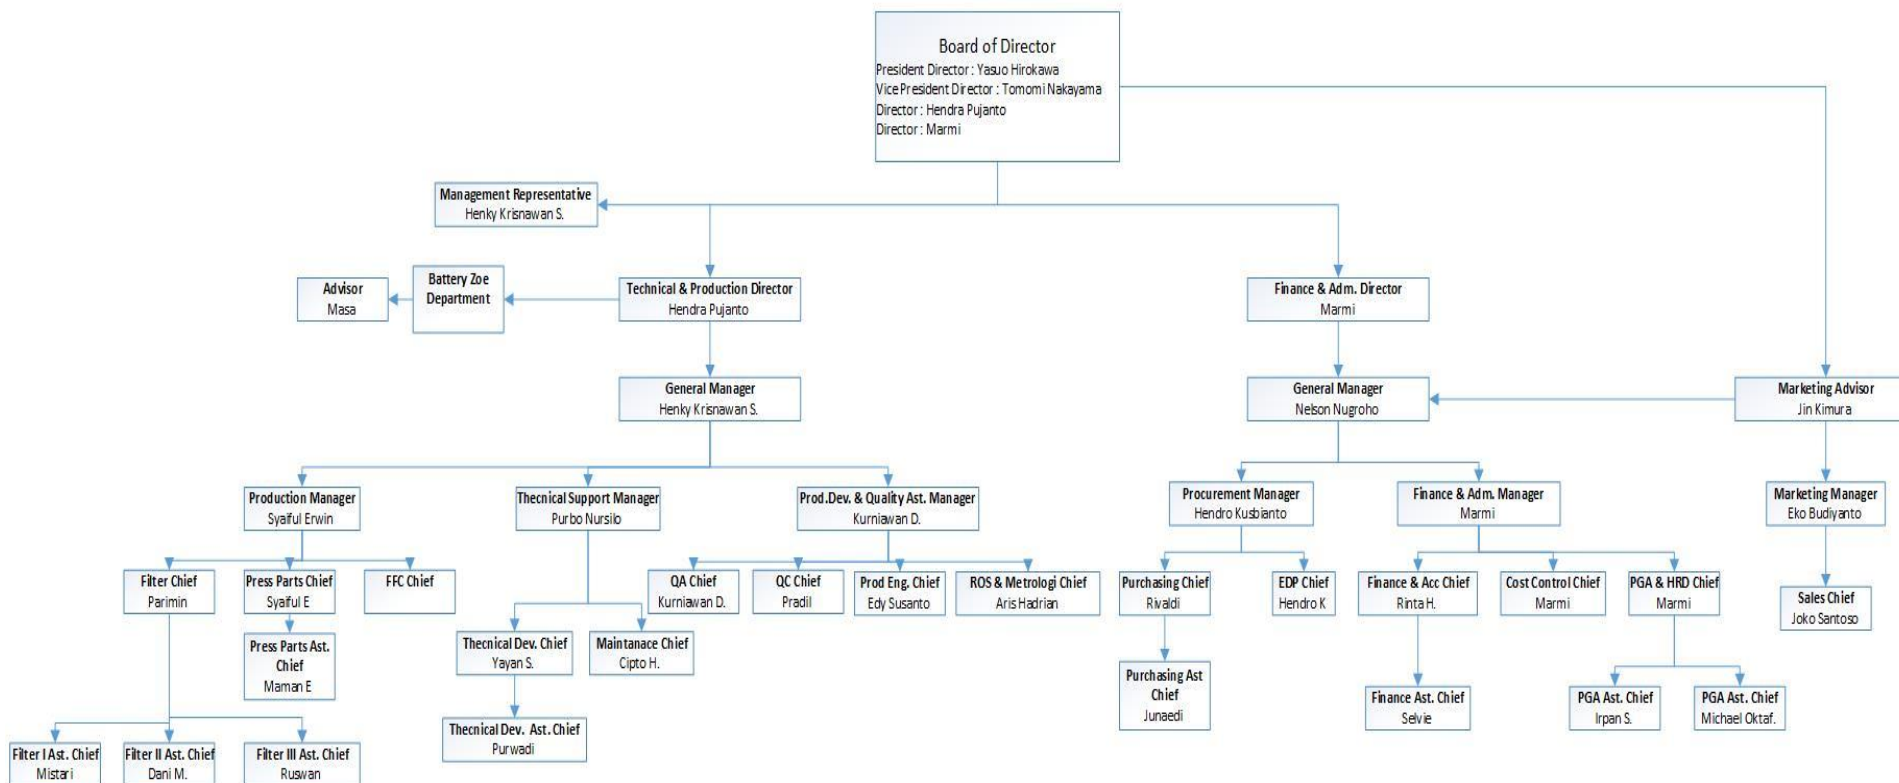 Board of Director
President Director : Yasuo Hirokawa
Vice President Director : Tomomi Nakayama
Director : Hendra Pujanto
Director : Marmi
Management Representative
Henky Krisnawan S.
Advisor
Masa
Battery Zoe
Department
Technical & Production Director
Hendra Pujanto
Finance & Adm. Director
Marmi
General Manager
Henky Krisnawan S.
General Manager
Nelson Nugroho
Marketing Advisor
Jin Kimura
Production Manager
Syaiful Erwin
Thecnical Support Manager
Purbo Nursilo
Prod.Dev. & Quality Ast. Manager
Kurniawan D.
Procurement Manager
Hendro Kusbianto
Finance & Adm. Manager
Marmi
Marketing Manager
Eko Budiyanto
Filter Chief
Parimin
Press Parts Chief
Syaiful E
FFC Chief
QA Chief
Kurniawan D.
QC Chief
Pradil
Prod Eng. Chief
Edy Susanto
ROS & Metrologi Chief
Aris Hadrian
Purchasing Chief
Rivaldi
EDP Chief
Hendro K
Finance & Acc Chief
Rinta H.
Cost Control Chief
Marmi
PGA & HRD Chief
Marmi
Sales Chief
Joko Santoso
Press Parts Ast.
Chief
Maman E
Thecnical Dev. Chief
Yayan S.
Maintanace Chief
Cipto H.
Purchasing Ast
Chief
Junaedi
Finance Ast. Chief
Selvie
PGA Ast. Chief
Irpan S.
PGA Ast. Chief
Michael Oktaf.
Thecnical Dev. Ast. Chief
Purwadi
Filter I Ast. Chief
Mistari
Filter II Ast. Chief
Dani M.
Filter III Ast. Chief
Ruswan